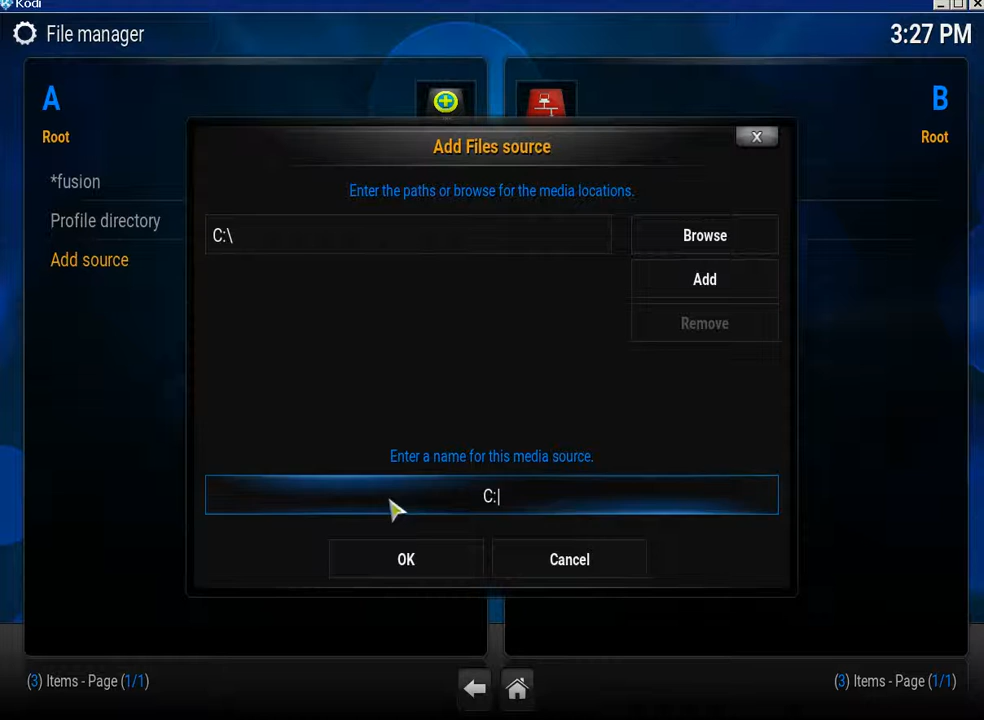 Kodi
File manager
3:27 PM
A
B
Root
Root
*fusion
Profile directory
Add source
Add Files source
X
Enter the paths or browse for the media locations.
C:\
Browse
Add
Remove
Enter a name for this media source.
C:|
OK
Cancel
(3) Items - Page (1/1)
(3) Items - Page (1/1)